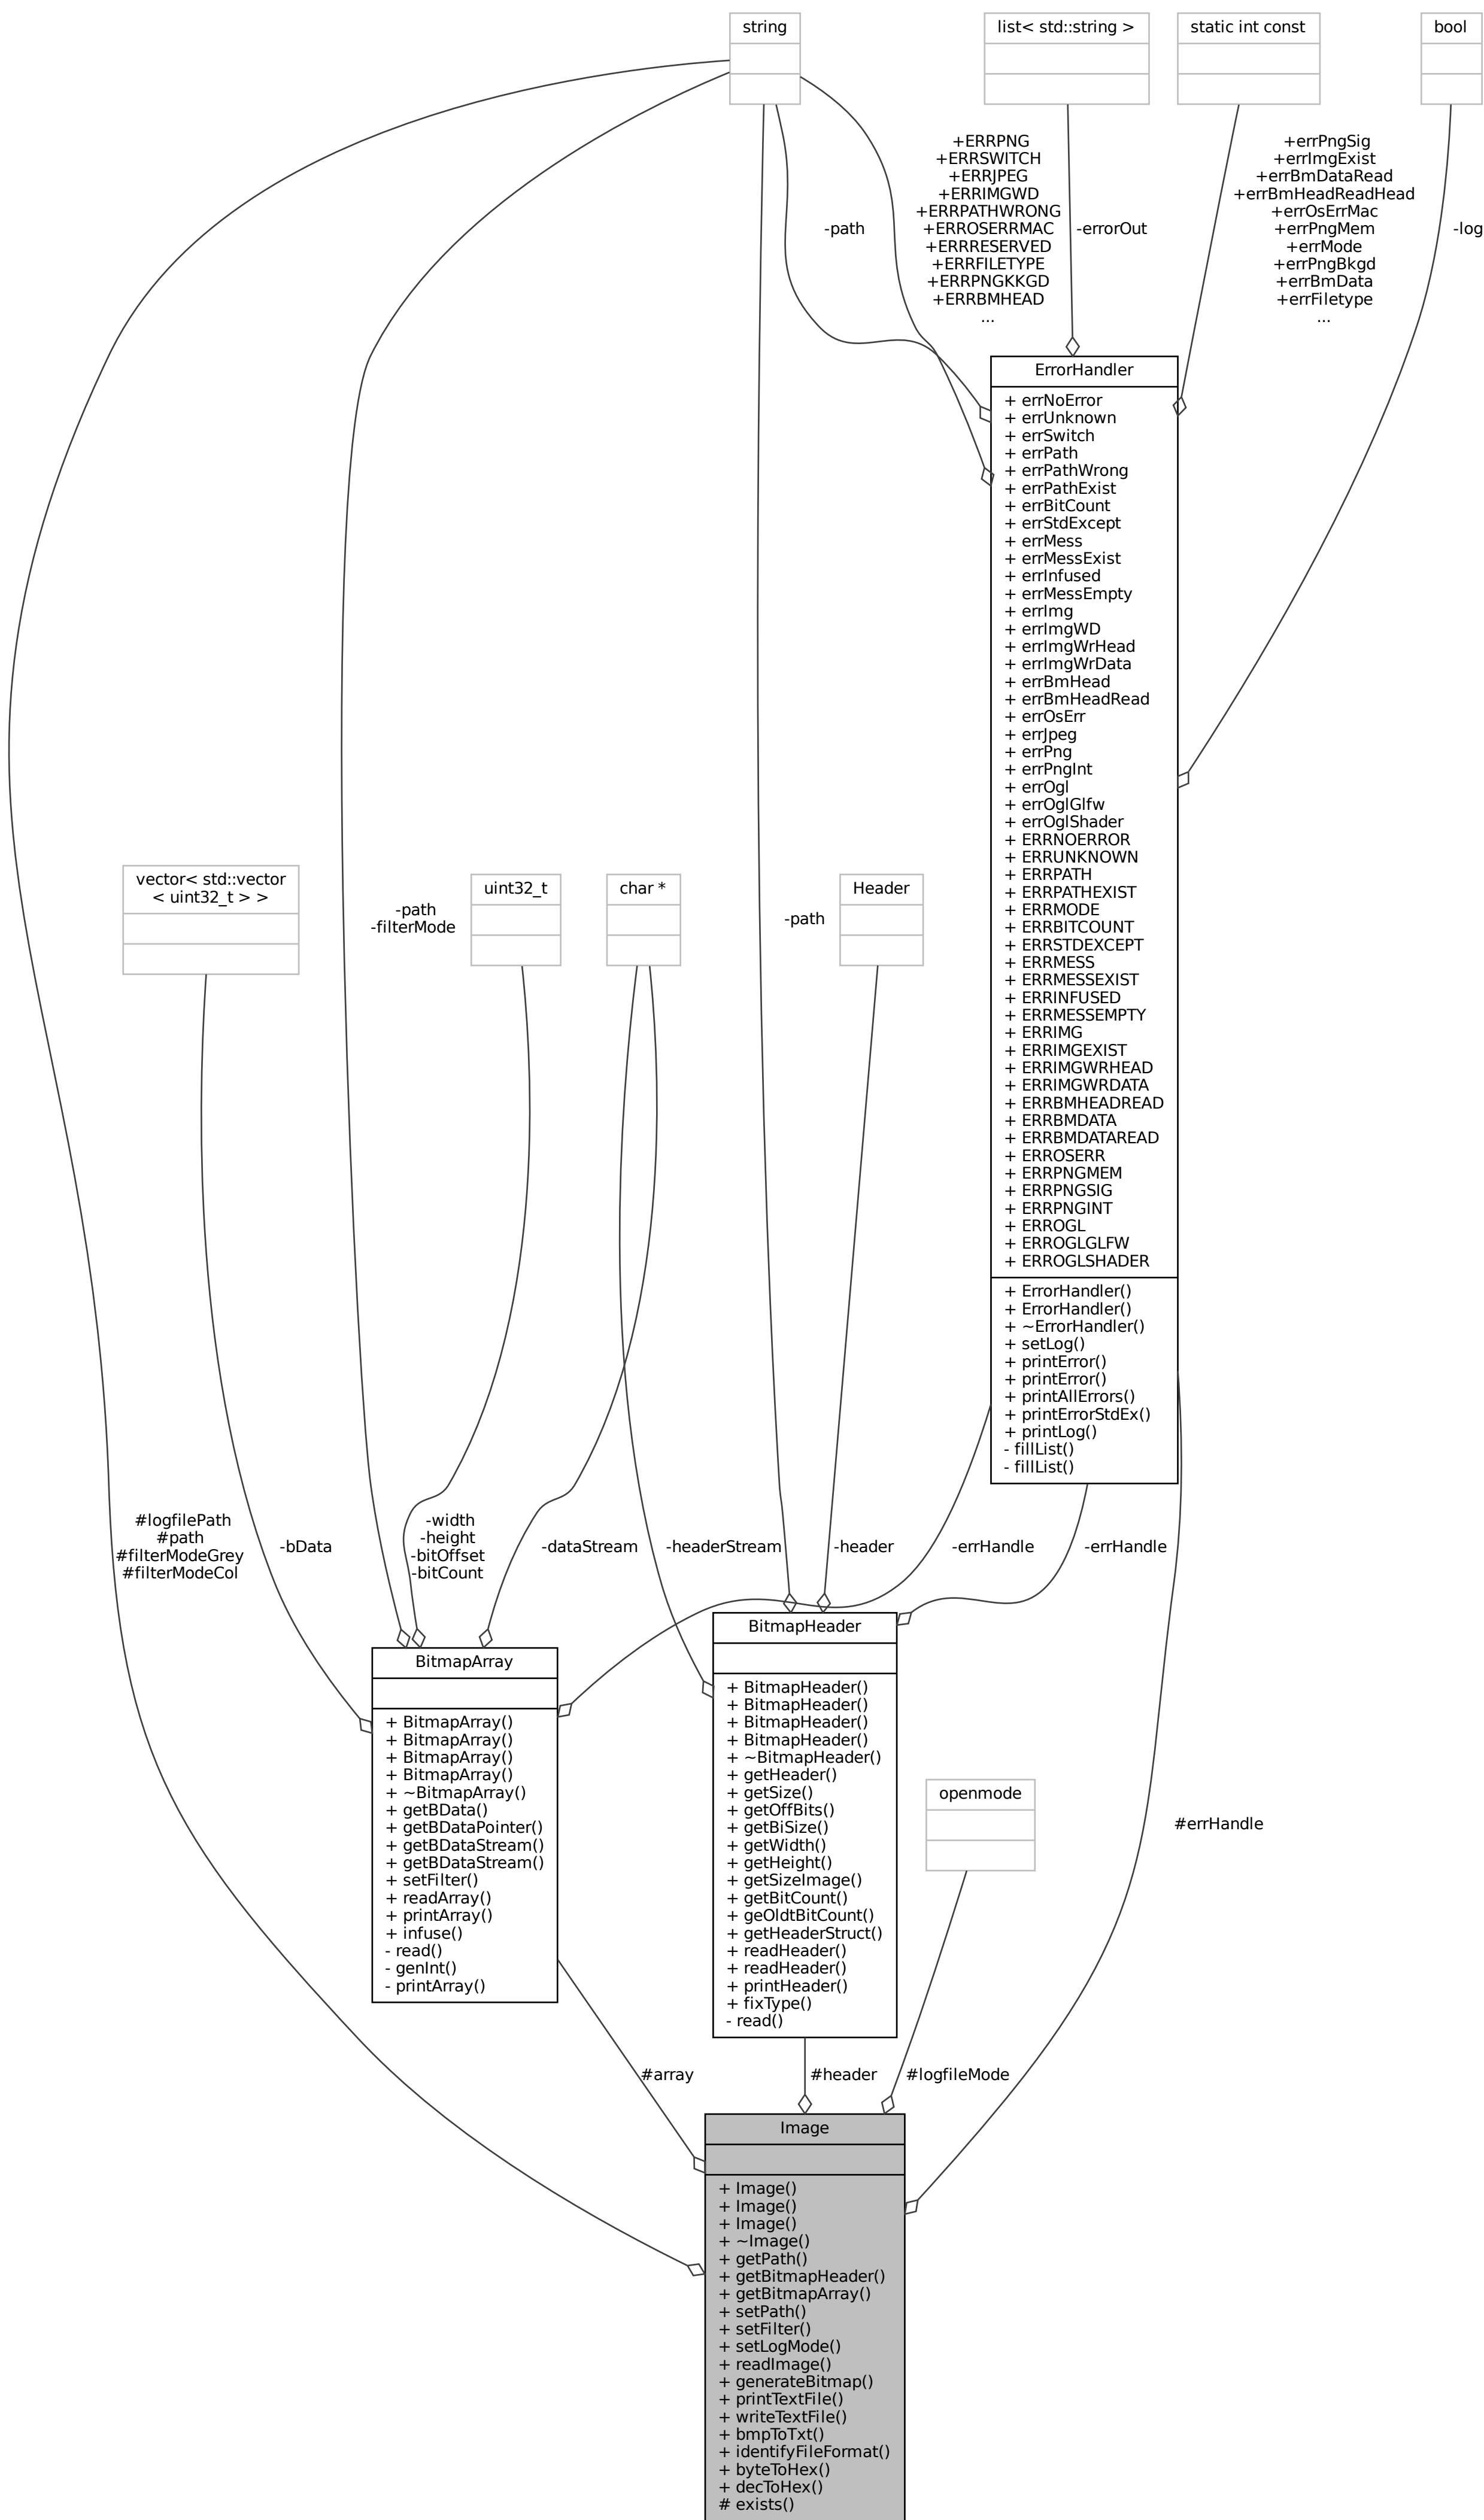 string
list< std::string >
static int const
bool
+ERRPNG
+ERRSWITCH
+ERRJPEG
+ERRIMGWD
+ERRPATHWRONG
+ERROSERRMAC
+ERRRESERVED
+ERRFILETYPE
+ERRPNGKKGD
+ERRBMHEAD
...
+errPngSig
+errImgExist
+errBmDataRead
+errBmHeadReadHead
+errOsErrMac
+errPngMem
+errMode
+errPngBkgd
+errBmData
+errFiletype
...
-path
-errorOut
-log
ErrorHandler
+ errNoError
+ errUnknown
+ errSwitch
+ errPath
+ errPathWrong
+ errPathExist
+ errBitCount
+ errStdExcept
+ errMess
+ errMessExist
+ errInfused
+ errMessEmpty
+ errImg
+ errImgWD
+ errImgWrHead
+ errImgWrData
+ errBmHead
+ errBmHeadRead
+ errOsErr
+ errJpeg
+ errPng
+ errPngInt
+ errOgl
+ errOglGlfw
+ errOglShader
+ ERRNOERROR
+ ERRUNKNOWN
+ ERRPATH
+ ERRPATHEXIST
+ ERRMODE
+ ERRBITCOUNT
+ ERRSTDEXCEPT
+ ERRMESS
+ ERRMESSEXIST
+ ERRINFUSED
+ ERRMESSEMPTY
+ ERRIMG
+ ERRIMGEXIST
+ ERRIMGWRHEAD
+ ERRIMGWRDATA
+ ERRBMHEADREAD
+ ERRBMDATA
+ ERRBMDATAREAD
+ ERROSERR
+ ERRPNGMEM
+ ERRPNGSIG
+ ERRPNGINT
+ ERROGL
+ ERROGLGLFW
+ ERROGLSHADER
+ ErrorHandler()
+ ErrorHandler()
+ ~ErrorHandler()
+ setLog()
+ printError()
+ printError()
+ printAllErrors()
+ printErrorStdEx()
+ printLog()
- fillList()
- fillList()
vector< std::vector
< uint32_t > >
-path
-filterMode
uint32_t
char *
-path
Header
#logfilePath
#path
#filterModeGrey
#filterModeCol
-bData
-width
-height
-bitOffset
-bitCount
-dataStream
-headerStream
-header
-errHandle
-errHandle
BitmapArray
+ BitmapArray()
+ BitmapArray()
+ BitmapArray()
+ BitmapArray()
+ ~BitmapArray()
+ getBData()
+ getBDataPointer()
+ getBDataStream()
+ getBDataStream()
+ setFilter()
+ readArray()
+ printArray()
+ infuse()
- read()
- genInt()
- printArray()
BitmapHeader
+ BitmapHeader()
+ BitmapHeader()
+ BitmapHeader()
+ BitmapHeader()
+ ~BitmapHeader()
+ getHeader()
+ getSize()
+ getOffBits()
+ getBiSize()
+ getWidth()
+ getHeight()
+ getSizeImage()
+ getBitCount()
+ geOldtBitCount()
+ getHeaderStruct()
+ readHeader()
+ readHeader()
+ printHeader()
+ fixType()
- read()
openmode
#errHandle
#array
#header
#logfileMode
Image
+ Image()
+ Image()
+ Image()
+ ~Image()
+ getPath()
+ getBitmapHeader()
+ getBitmapArray()
+ setPath()
+ setFilter()
+ setLogMode()
+ readImage()
+ generateBitmap()
+ printTextFile()
+ writeTextFile()
+ bmpToTxt()
+ identifyFileFormat()
+ byteToHex()
+ decToHex()
# exists()